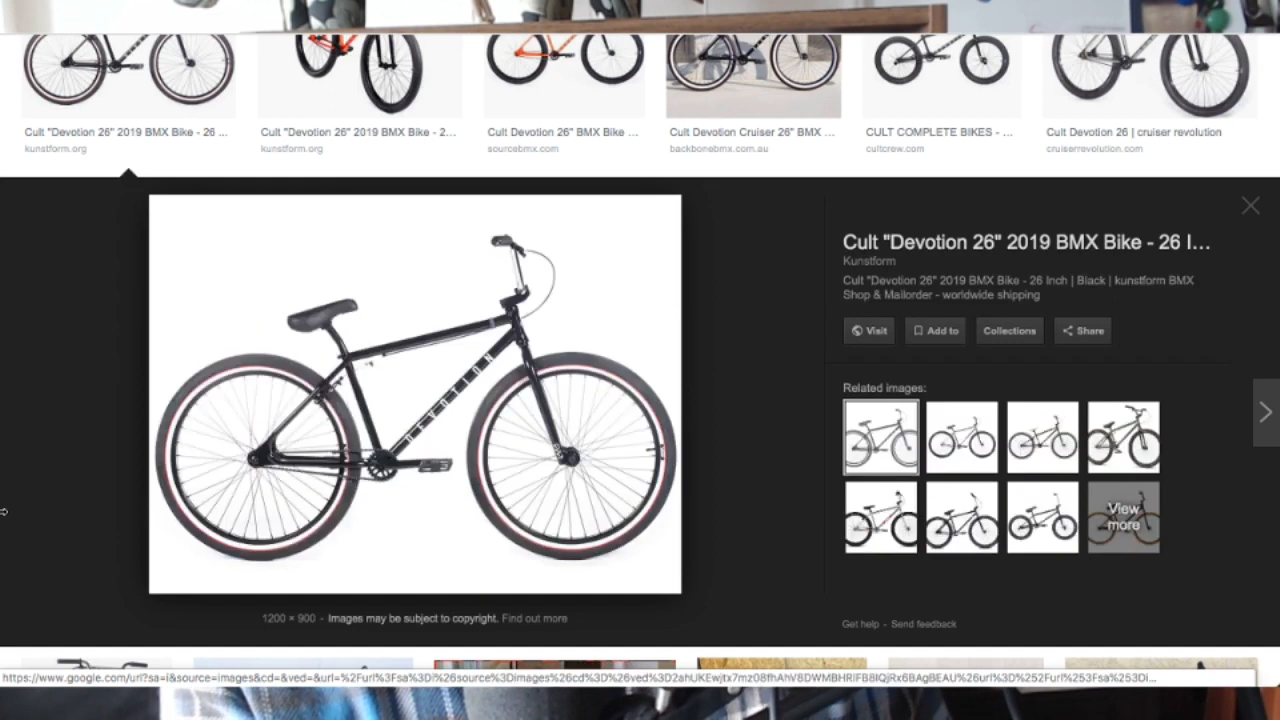 Cult "Devotion 26" 2019 BMX Bike - 26 ...
kunstform.org
Cult "Devotion 26" 2019 BMX Bike - 2...
kunstform.org
Cult Devotion 26" BMX Bike ...
sourcebmx.com
Cult Devotion Cruiser 26" BMX ...
backbonebmx.com.au
CULT COMPLETE BIKES - ...
cultcrew.com
Cult Devotion 26 | cruiser revolution
cruiserrevolution.com
DEVOTION
1200 × 900 - Images may be subject to copyright. Find out more
Cult "Devotion 26" 2019 BMX Bike - 26 I...
Kunstform
Cult "Devotion 26" 2019 BMX Bike - 26 Inch | Black | kunstform BMX
Shop & Mailorder - worldwide shipping
Visit
Add to
Collections
Share
Related images:
View
more
Get help - Send feedback